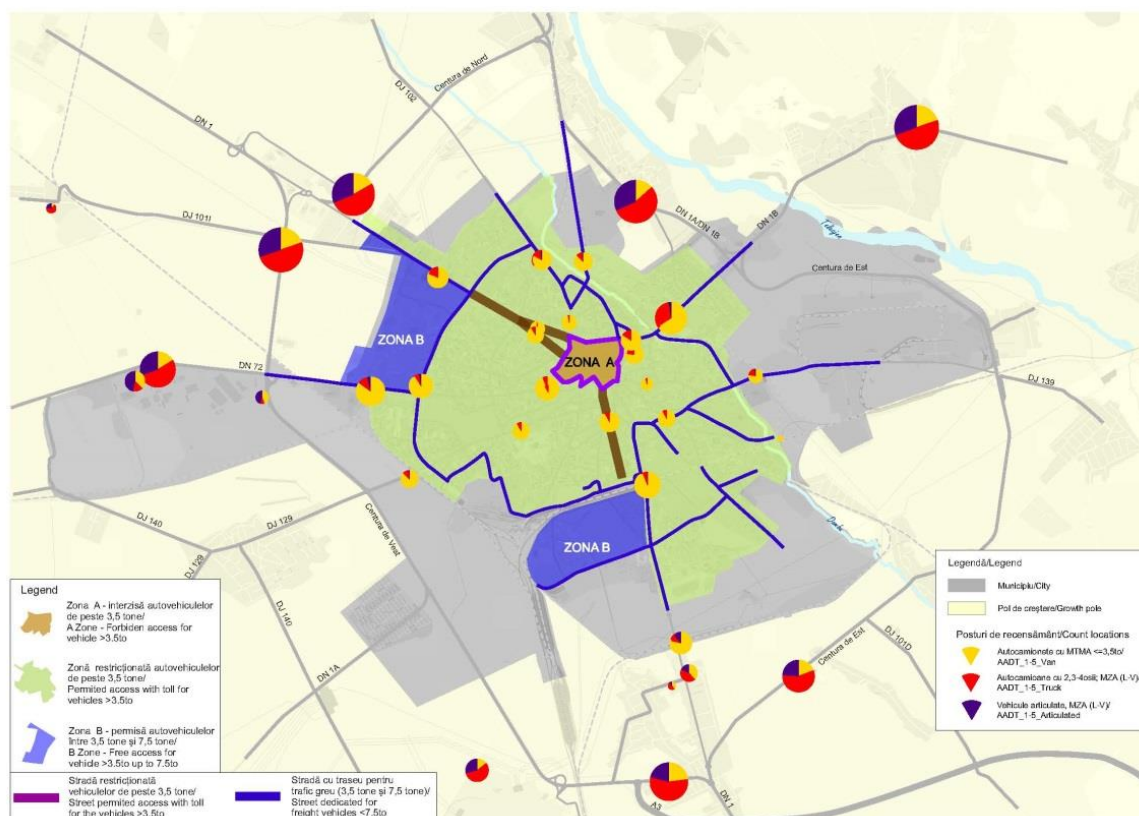 Centura de Nord
DJ 102
DN 1
DJ 101I
DN 1A/DN 1B
DN 1B
Teleajen
Centura de Est
ZONA B
ZONA A
DN 72
DJ 139
DJ 140
DJ 129
DJ 129
Centura de Vest
ZONA B
DJ 140
DN 1A
Dambu
Centura de Est
DJ 101D
A3
DN 1
Legend
Zona A - interzisă autovehiculelor
de peste 3,5 tone/
A Zone - Forbiden access for
vehicle >3.5to
Zonă restricționată autovehiculelor
de peste 3,5 tone/
Permited access with toll for
vehicles >3.5to
Zona B - permisă autovehiculelor
între 3,5 tone și 7,5 tone/
B Zone - Free access for
vehicle >3.5to up to 7.5to
Stradă restricționată
vehiculelor de peste 3,5 tone/
Street permited access with toll
for the vehicles >3.5to
Stradă cu traseu pentru
trafic greu (3,5 tone și 7,5 tone)/
Street dedicated for
freight vehicles <7.5to
Legendă/Legend
Municipiu/City
Pol de creștere/Growth pole
Posturi de recensământ/Count locations
Autocamionete cu MTMA <=3,5to/
AADT_1-5_Van
Autocamioane cu 2,3-4osii; MZA (L-V)/
AADT_1-5_Truck
Vehicule articulate, MZA (L-V)/
AADT_1-5_Articulated